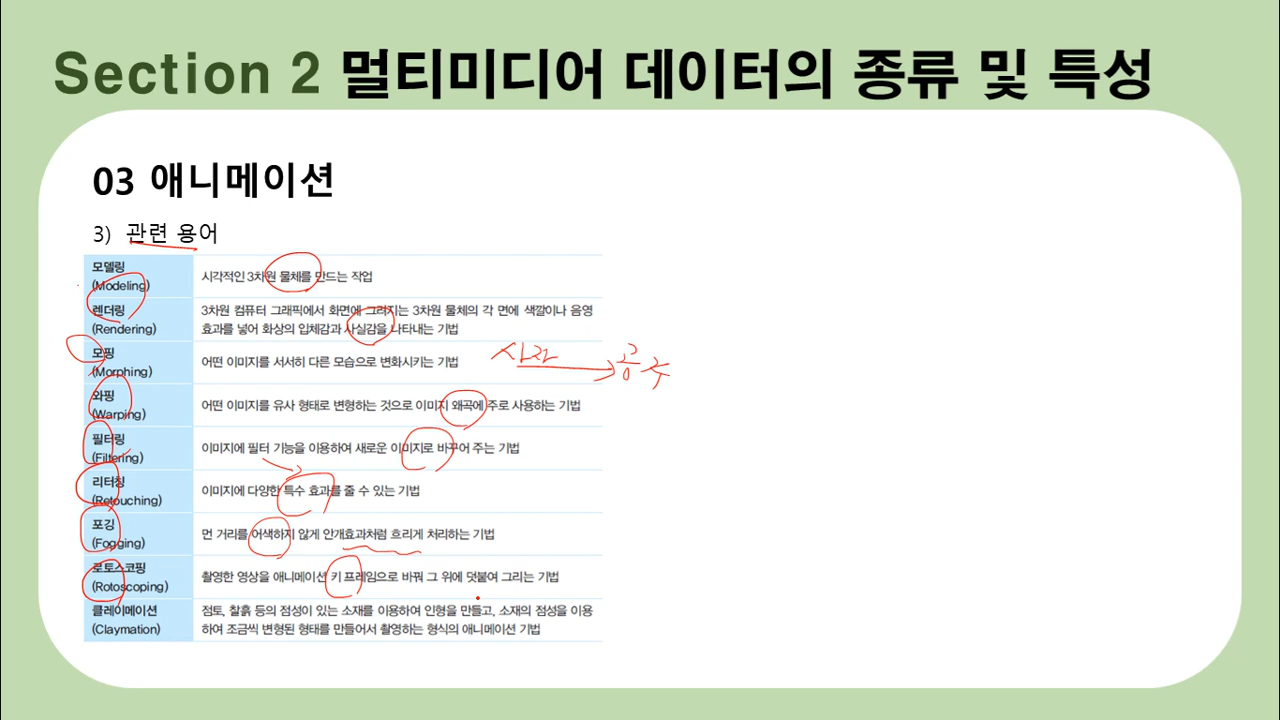 Section 2 멀티미디어 데이터의 종류 및 특성
03 애니메이션
3) 관련 용어
모델링
(Modeling)
시각적인 3차원 물체를 만드는 작업
렌더링
(Rendering)
3차원 컴퓨터 그래픽에서 화면에 그려지는 3차원 물체의 각 면에 색깔이나 음영
효과를 넣어 화상의 입체감과 사실감을 나타내는 기법
모핑
(Morphing)
어떤 이미지를 서서히 다른 모습으로 변화시키는 기법
공주
와핑
(Warping)
어떤 이미지를 유사 형태로 변형하는 것으로 이미지 왜곡에 주로 사용하는 기법
필터링
(Filtering)
이미지에 필터 기능을 이용하여 새로운 이미지로 바꾸어 주는 기법
리터칭
(Retouching)
이미지에 다양한 특수 효과를 줄 수 있는 기법
포깅
(Fogging)
먼 거리를 어색하지 않게 안개효과처럼 흐리게 처리하는 기법
로토스코핑
(Rotoscoping)
촬영한 영상을 애니메이션 키 프레임으로 바꿔 그 위에 덧붙여 그리는 기법
클레이메이션
(Claymation)
점토, 찰흙 등의 점성이 있는 소재를 이용하여 인형을 만들고, 소재의 점성을 이용
하여 조금씩 변형된 형태를 만들어서 촬영하는 형식의 애니메이션 기법